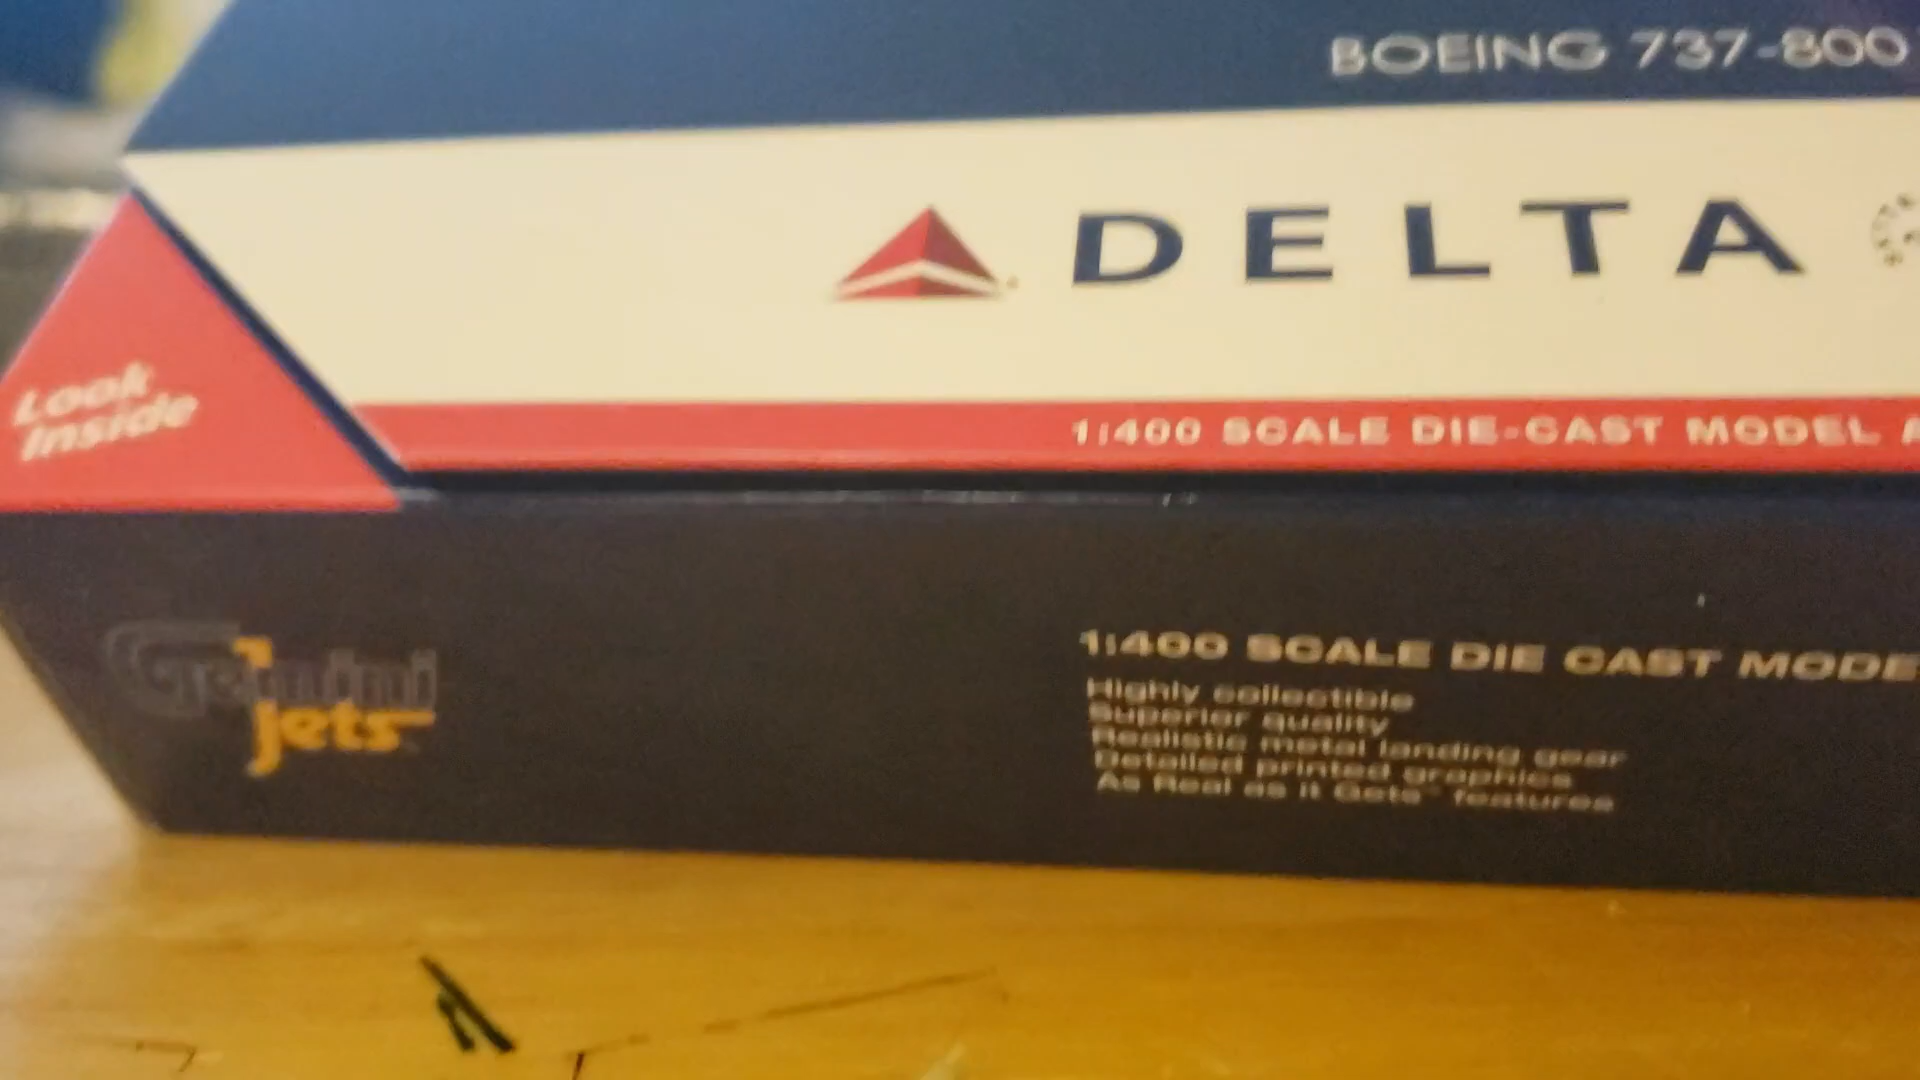 BOEING 737-800
DELTA
Look
Inside
1:400 SCALE DIE-CAST MODEL A
Gemini
jets
1:400 SCALE DIE CAST MODE
Highly collectible
Superior quality
Realistic metal landing gear
Detailed printed graphics
As Real as it Gets™ features